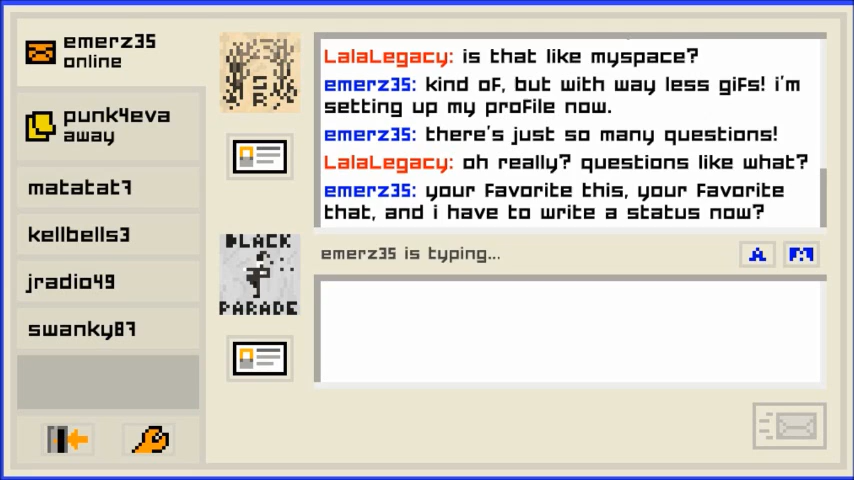 emerz35
online
punk4eva
away
matatat7
kellbells3
jradio49
swanky87
LalaLegacy: is that like myspace?
emerz35: kind of, but with way less gifs! i'm
setting up my profile now.
emerz35: there's just so many questions!
LalaLegacy: oh really? questions like what?
emerz35: your favorite this, your favorite
that, and i have to write a status now?
BLACK
PARADE
emerz35 is typing...
A